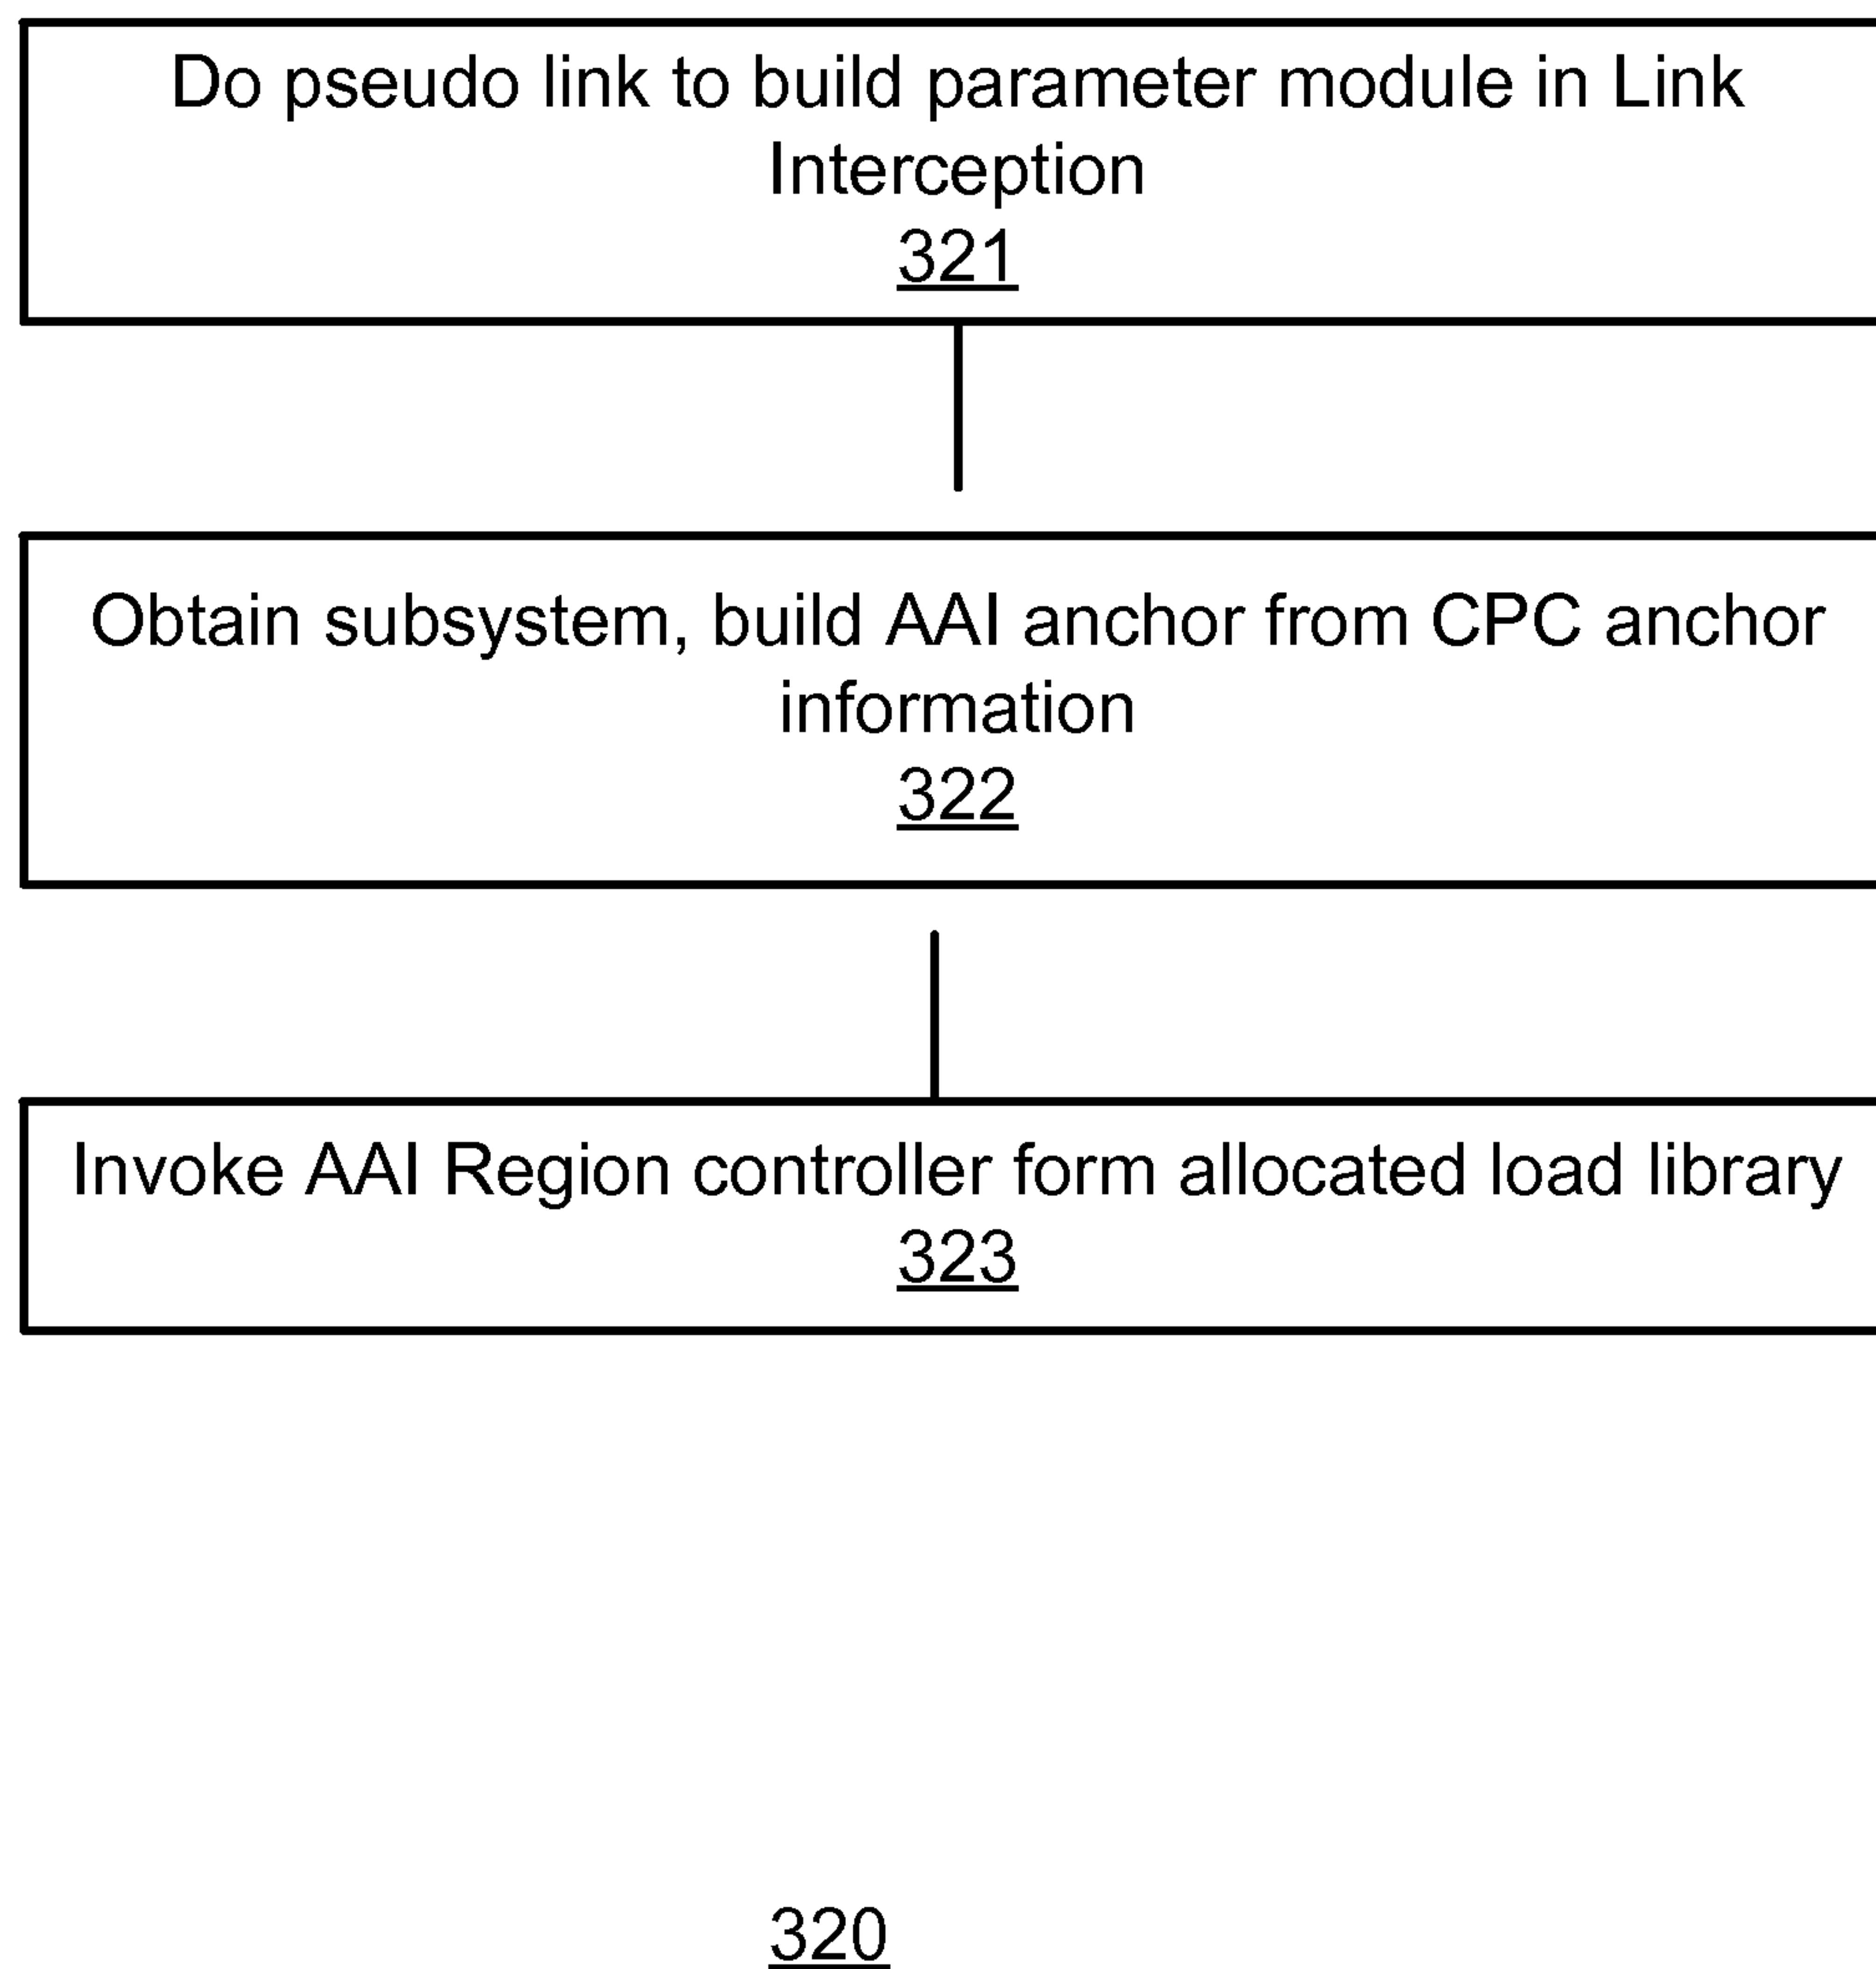 Do pseudo link to build parameter module in Link
Interception
321
Obtain subsystem, build AAI anchor from CPC anchor
information
322
Invoke AAI Region controller form allocated load library
323
320